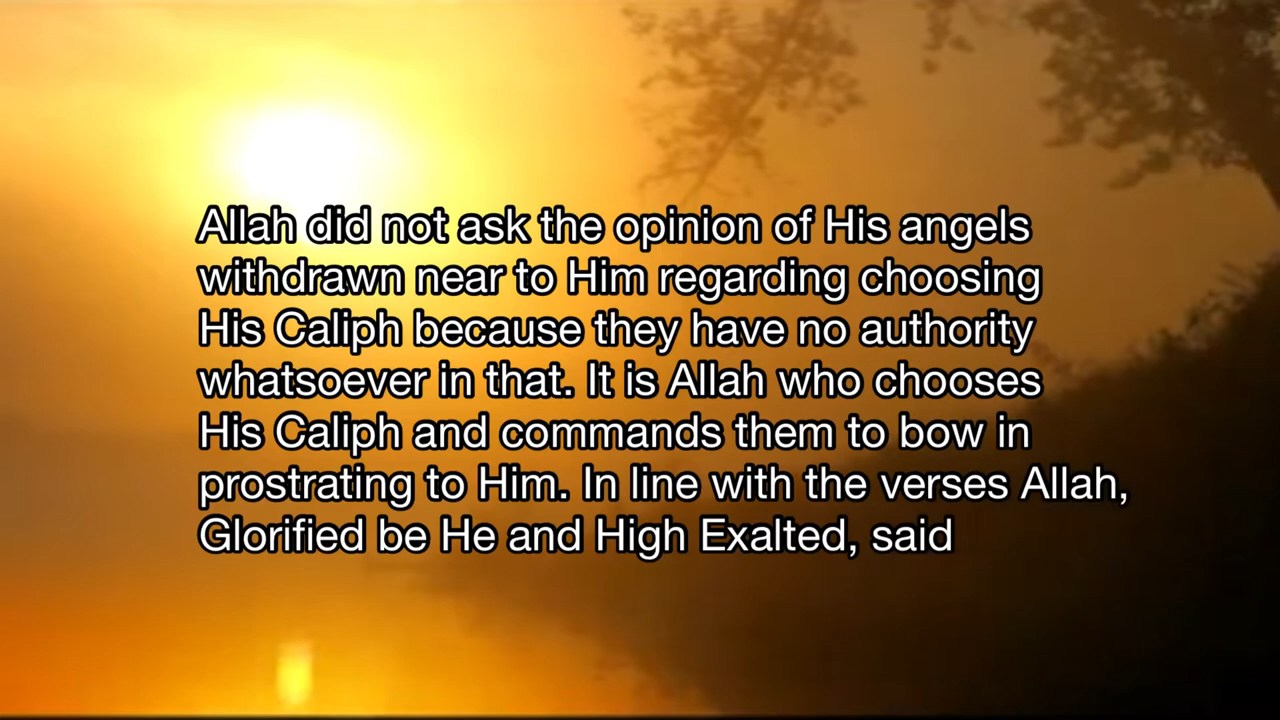 Allah did not ask the opinion of His angels
withdrawn near to Him regarding choosing
His Caliph because they have no authority
whatsoever in that. It is Allah who chooses
His Caliph and commands them to bow in
prostrating to Him. In line with the verses Allah,
Glorified be He and High Exalted, said